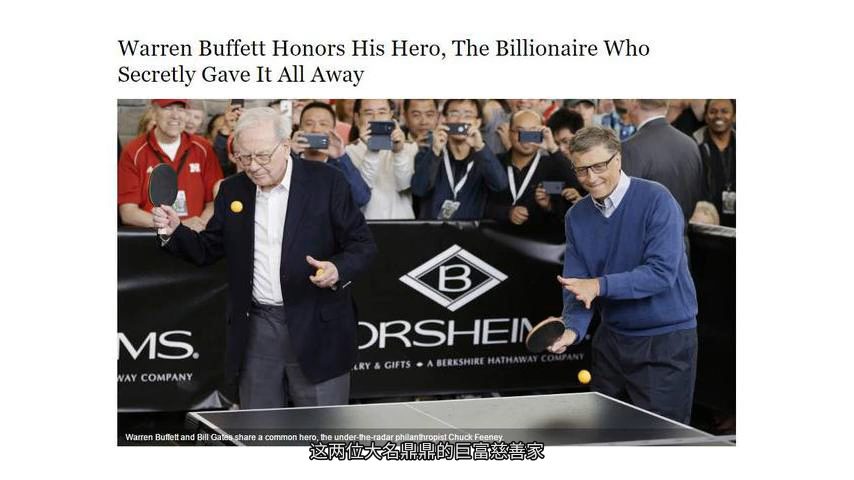 Warren Buffett Honors His Hero, The Billionaire Who
Secretly Gave It All Away
B
MS.
ORSHEIM
WAY COMPANY
LRY & GIFTS ◆ A BERKSHIRE HATHAWAY COMPANY
N
Warren Buffett and Bill Gates share a common hero, the under-the-radar philanthropist Chuck Feeney.
这两位大名鼎鼎的巨富慈善家